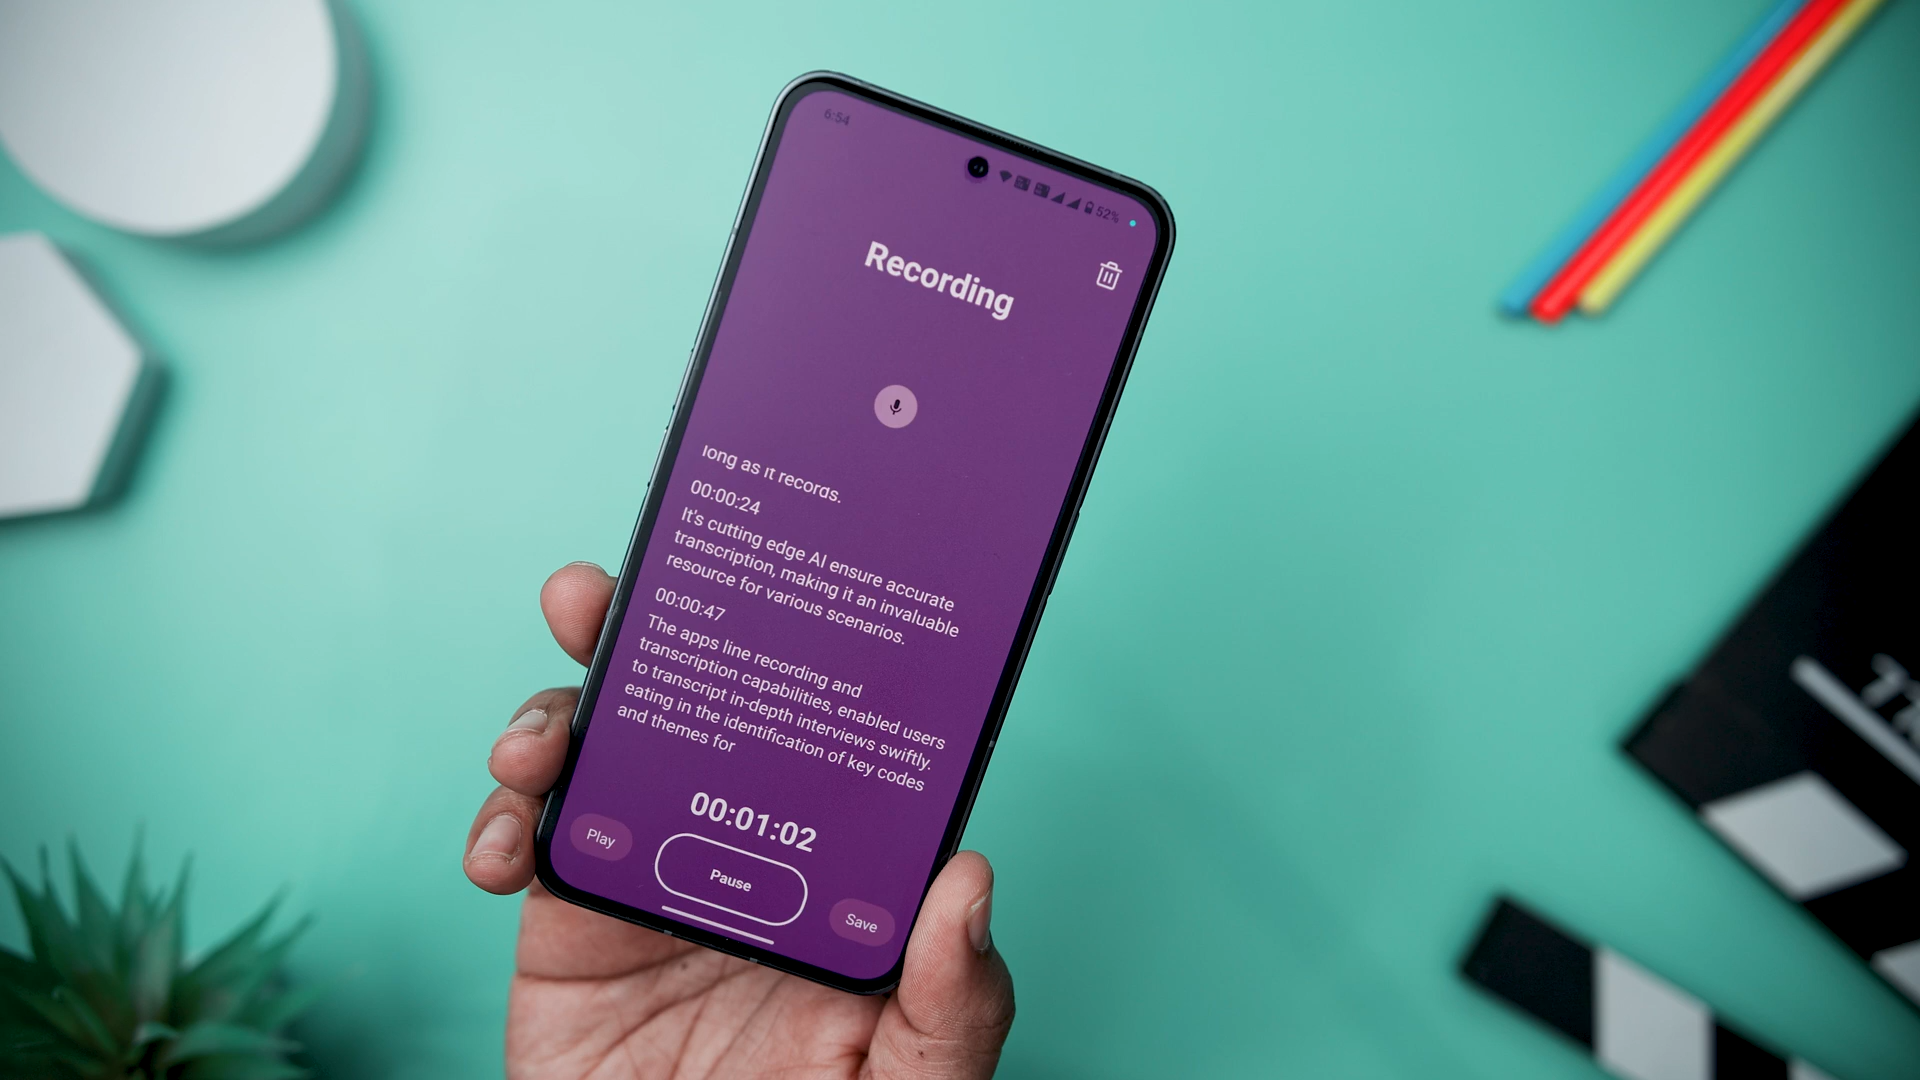 6:54
52%
Recording
long as it records.
00:00:24
It's cutting edge AI ensure accurate
transcription, making it an invaluable
resource for various scenarios.
00:00:47
The apps line recording and
transcription capabilities, enabled users
to transcript in-depth interviews swiftly.
eating in the identification of key codes
and themes for
00:01:02
Play
Pause
Save